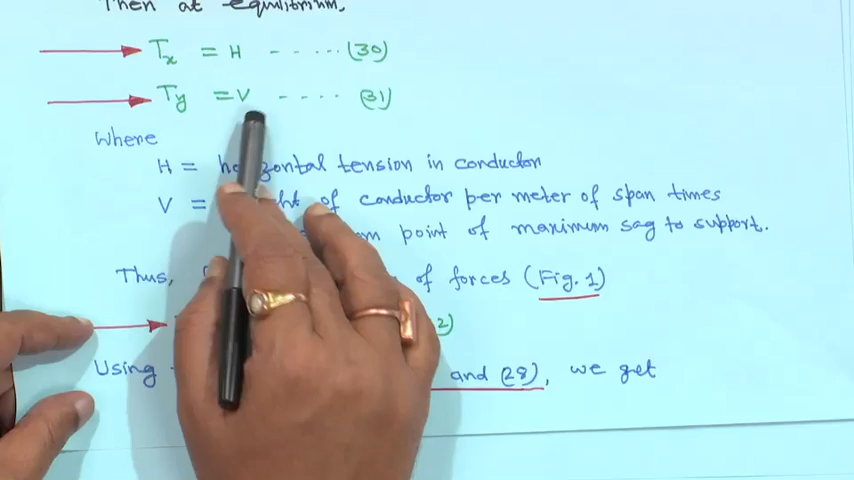 Then at equilibrium,
Tx = H ------ (30)
Ty = V ---- (31)
Where
H = horizontal tension in conductor
V = of conductor per meter of span times
point of maximum sag to support.
Thus, of forces (Fig. 1)
2)
Using and (28), we get